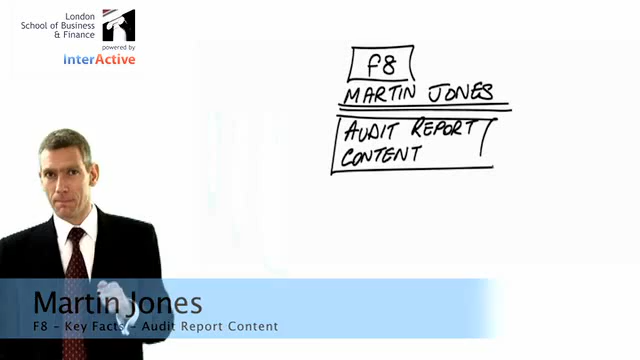 London
School of Business
& Finance
powered by
InterActive
F8
MARTIN JONES
AUDIT REPORT
CONTENT
Martin Jones
F8 – Key Facts – Audit Report Content